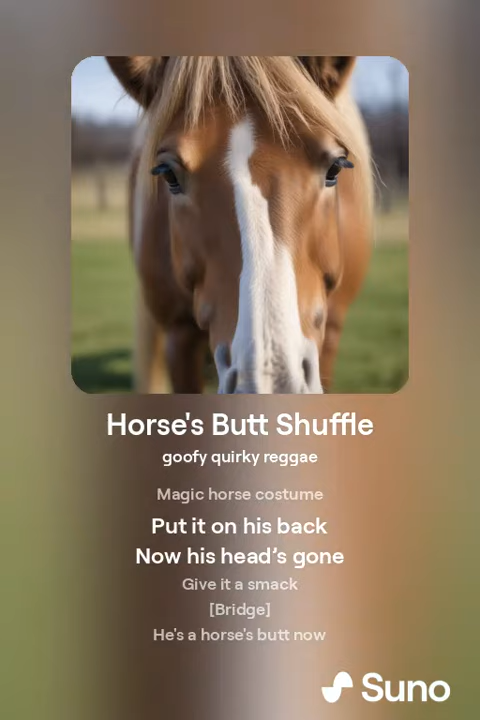 Horse's Butt Shuffle
goofy quirky reggae
Magic horse costume
Put it on his back
Now his head’s gone
Give it a smack
[Bridge]
He's a horse's butt now
Suno